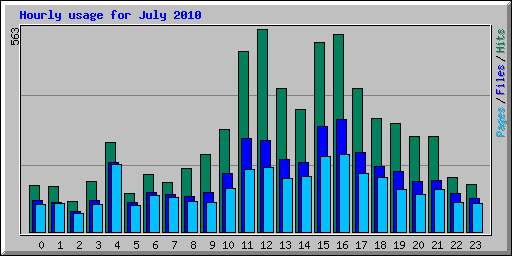 Hourly usage for July 2010
563
Pages / Files / Hits
0 1 2 3 4 5 6 7 8 9 10 11 12 13 14 15 16 17 18 19 20 21 22 23